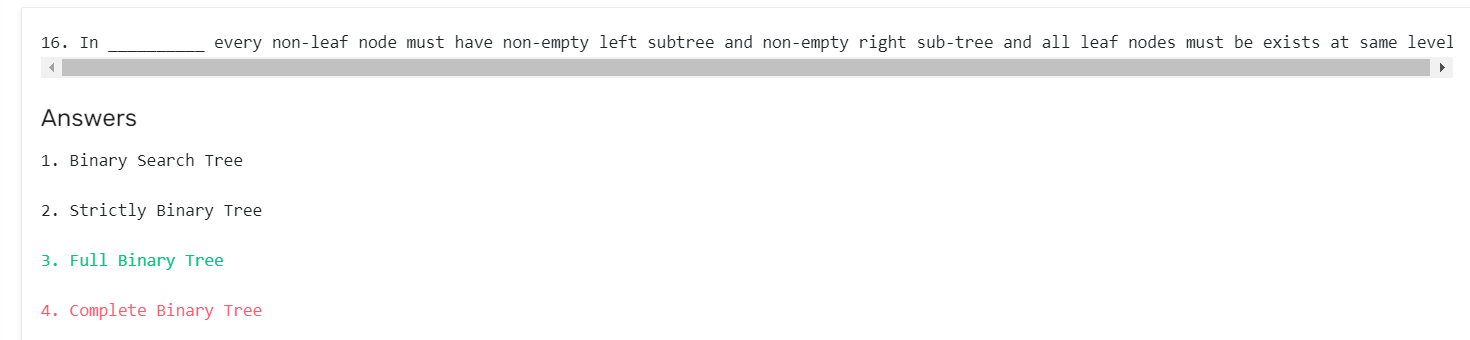 16. In __________ every non-leaf node must have non-empty left subtree and non-empty right sub-tree and all leaf nodes must be exists at same level
Answers
1. Binary Search Tree
2. Strictly Binary Tree
3. Full Binary Tree
4. Complete Binary Tree